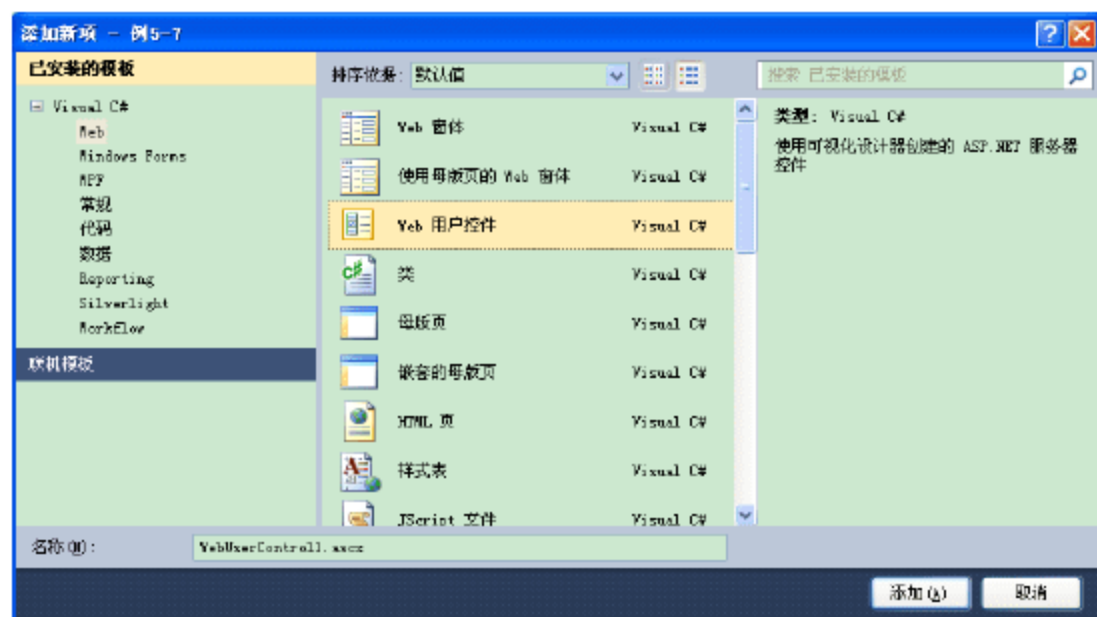 添加新项 - 例5-7
已安装的模板
排序依据: 默认值
搜索 已安装的模板
Visual C#
Web
Windows Forms
WPF
常规
代码
数据
Reporting
Silverlight
Workflow
联机模板
Web 窗体 Visual C#
使用母版页的 Web 窗体 Visual C#
Web 用户控件 Visual C#
类 Visual C#
母版页 Visual C#
嵌套的母版页 Visual C#
HTML 页 Visual C#
样式表 Visual C#
JScript 文件 Visual C#
类型: Visual C#
使用可视化设计器创建的 ASP.NET 服务器
控件
名称(N): WebUserControl1.ascx
添加(A) 取消